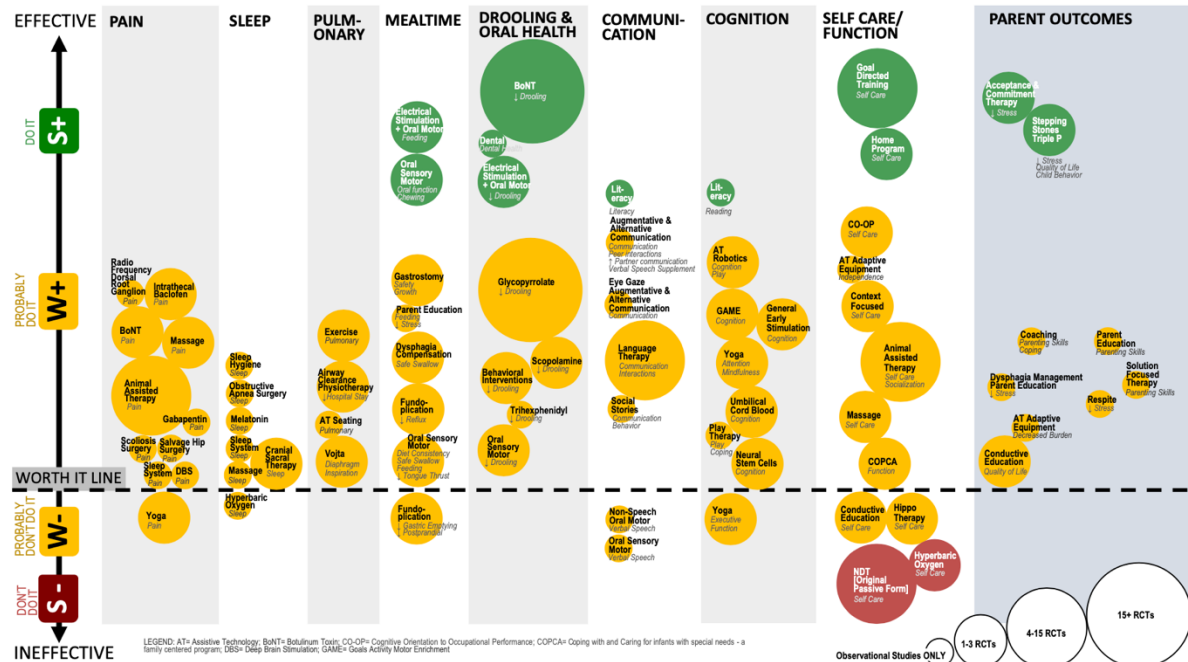 EFFECTIVE
PAIN
SLEEP
PULM-
ONARY
MEALTIME
DROOLING &
ORAL HEALTH
COMMUNI-
CATION
COGNITION
SELF CARE/
FUNCTION
PARENT OUTCOMES
DO IT
S+
PROBABLY
DO IT
W+
WORTH IT LINE
PROBABLY
DON'T DO IT
W-
DON'T
DO IT
S -
INEFFECTIVE
Radio
Frequency
Dorsal
Root
Ganglion
Pain
Intrathecal
Baclofen
Pain
BoNT
Pain
Massage
Pain
Animal
Assisted
Therapy
Pain
Gabapentin
Pain
Scoliosis
Surgery
Pain
Salvage Hip
Surgery
Pain
Sleep
System
Pain
DBS
Pain
Yoga
Pain
Sleep
Hygiene
Sleep
Obstructive
Apnea Surgery
Sleep
Melatonin
Sleep
Sleep
System
Sleep
Cranial
Sacral
Therapy
Sleep
Massage
Sleep
Hyperbaric
Oxygen
Sleep
Exercise
Pulmonary
Airway
Clearance
Physiotherapy
↓Hospital Stay
AT Seating
Pulmonary
Vojta
Diaphragm
Inspiration
Electrical
Stimulation
+ Oral Motor
Feeding
Oral
Sensory
Motor
Oral function
Chewing
Gastrostomy
Safety
Growth
Parent Education
Feeding
↓ Stress
Dysphagia
Compensation
Safe Swallow
Fundo-
plication
↓ Reflux
Oral Sensory
Motor
Diet Consistency
Safe Swallow
Feeding
↓ Tongue Thrust
Fundo-
plication
↓ Gastric Emptying
↓ Postprandial
BoNT
↓ Drooling
Dental
Dental Health
Electrical
Stimulation
+ Oral Motor
↓ Drooling
Glycopyrrolate
↓ Drooling
Scopolamine
↓ Drooling
Behavioral
Interventions
↓ Drooling
Trihexphenidyl
↓ Drooling
Oral
Sensory
Motor
↓ Drooling
Lit-
eracy
Literacy
Augmentative &
Alternative
Communication
Communication
Peer Interactions
↑ Partner communication
Verbal Speech Supplement
Eye Gaze
Augmentative &
Alternative
Communication
Communication
Language
Therapy
Communication
Interactions
Social
Stories
Communication
Behavior
Non-Speech
Oral Motor
Verbal Speech
Oral Sensory
Motor
Verbal Speech
Lit-
eracy
Reading
AT
Robotics
Cognition
Play
GAME
Cognition
General
Early
Stimulation
Cognition
Yoga
Attention
Mindfulness
Umbilical
Cord Blood
Cognition
Play
Therapy
Play
Coping
Neural
Stem Cells
Cognition
Yoga
Executive
Function
Goal
Directed
Training
Self Care
Home
Program
Self Care
CO-OP
Self Care
AT Adaptive
Equipment
Independence
Context
Focused
Self Care
Animal
Assisted
Therapy
Self Care
Socialization
Massage
Self Care
COPCA
Function
Conductive
Education
Self Care
Hippo
Therapy
Self Care
NDT
[Original
Passive Form]
Self Care
Hyperbaric
Oxygen
Self Care
Acceptance &
Commitment
Therapy
↓ Stress
Stepping
Stones
Triple P
↓ Stress
Quality of Life
Child Behavior
Coaching
Parenting Skills
Coping
Parent
Education
Parenting Skills
Dysphagia Management
Parent Education
↓ Stress
Solution
Focused
Therapy
Parenting Skills
Respite
↓ Stress
AT Adaptive
Equipment
Decreased Burden
Conductive
Education
Quality of Life
Observational Studies ONLY
1-3 RCTs
4-15 RCTs
15+ RCTs
LEGEND: AT= Assistive Technology; BoNT= Botulinum Toxin; CO-OP= Cognitive Orientation to Occupational Performance; COPCA= Coping with and Caring for infants with special needs - a
family centered program; DBS= Deep Brain Stimulation; GAME= Goals Activity Motor Enrichment